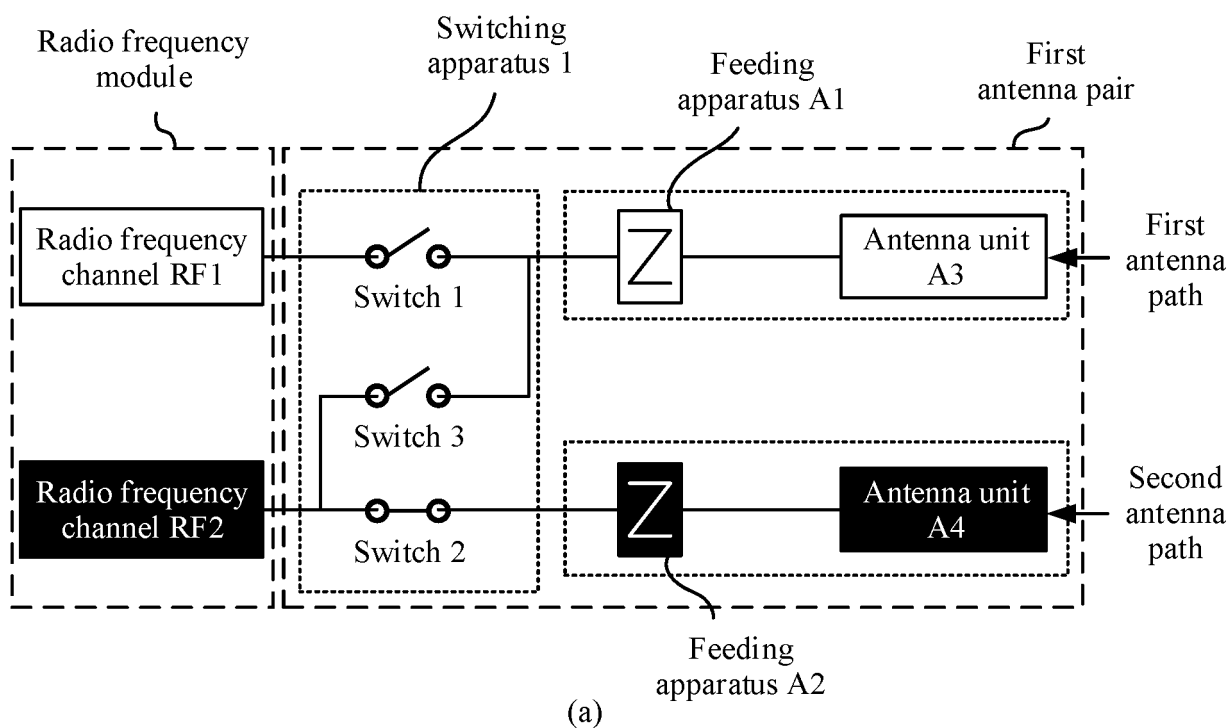 Radio frequency
module
Switching
apparatus 1
Feeding
apparatus A1
First
antenna pair
Radio frequency
channel RF1
Switch 1
Antenna unit
A3
First
antenna
path
Switch 3
Radio frequency
channel RF2
Switch 2
Antenna unit
A4
Second
antenna
path
Feeding
apparatus A2
(a)